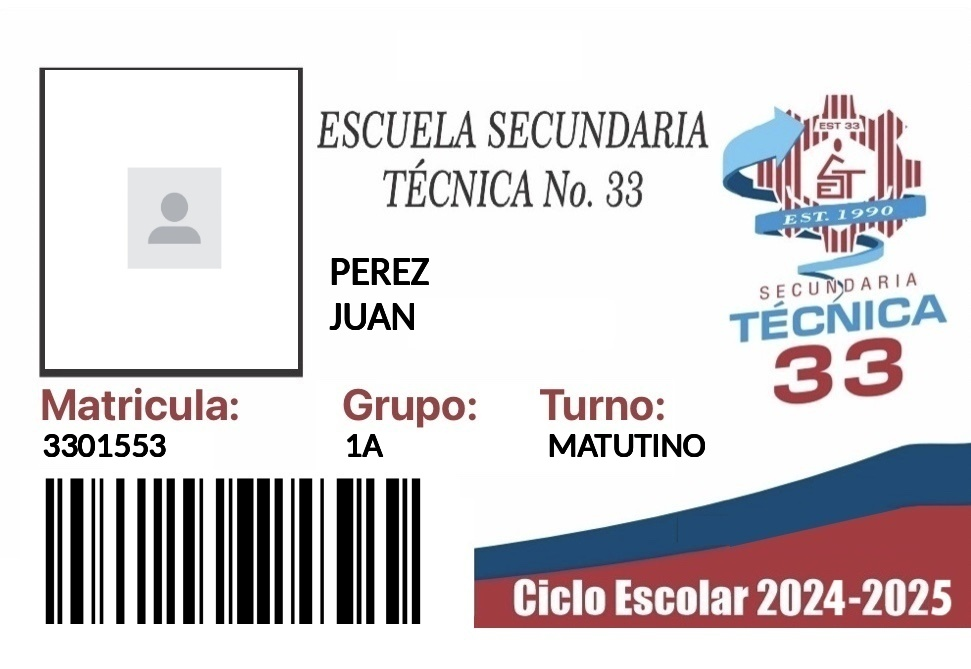 ESCUELA SECUNDARIA
TÉCNICA No. 33
EST 33
EST. 1990
SECUNDARIA
TÉCNICA
33
PEREZ
JUAN
Matricula:
3301553
Grupo:
1A
Turno:
MATUTINO
Ciclo Escolar 2024-2025